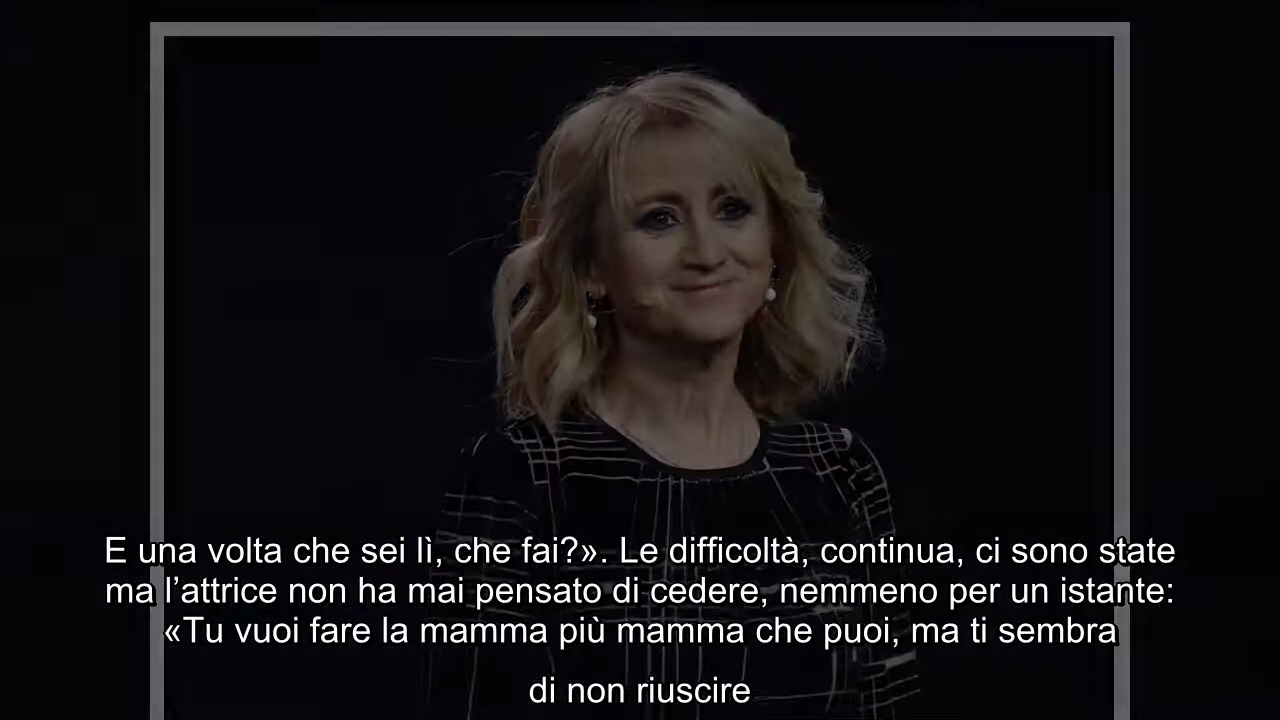 E una volta che sei lì, che fai?». Le difficoltà, continua, ci sono state
ma l’attrice non ha mai pensato di cedere, nemmeno per un istante:
«Tu vuoi fare la mamma più mamma che puoi, ma ti sembra
di non riuscire